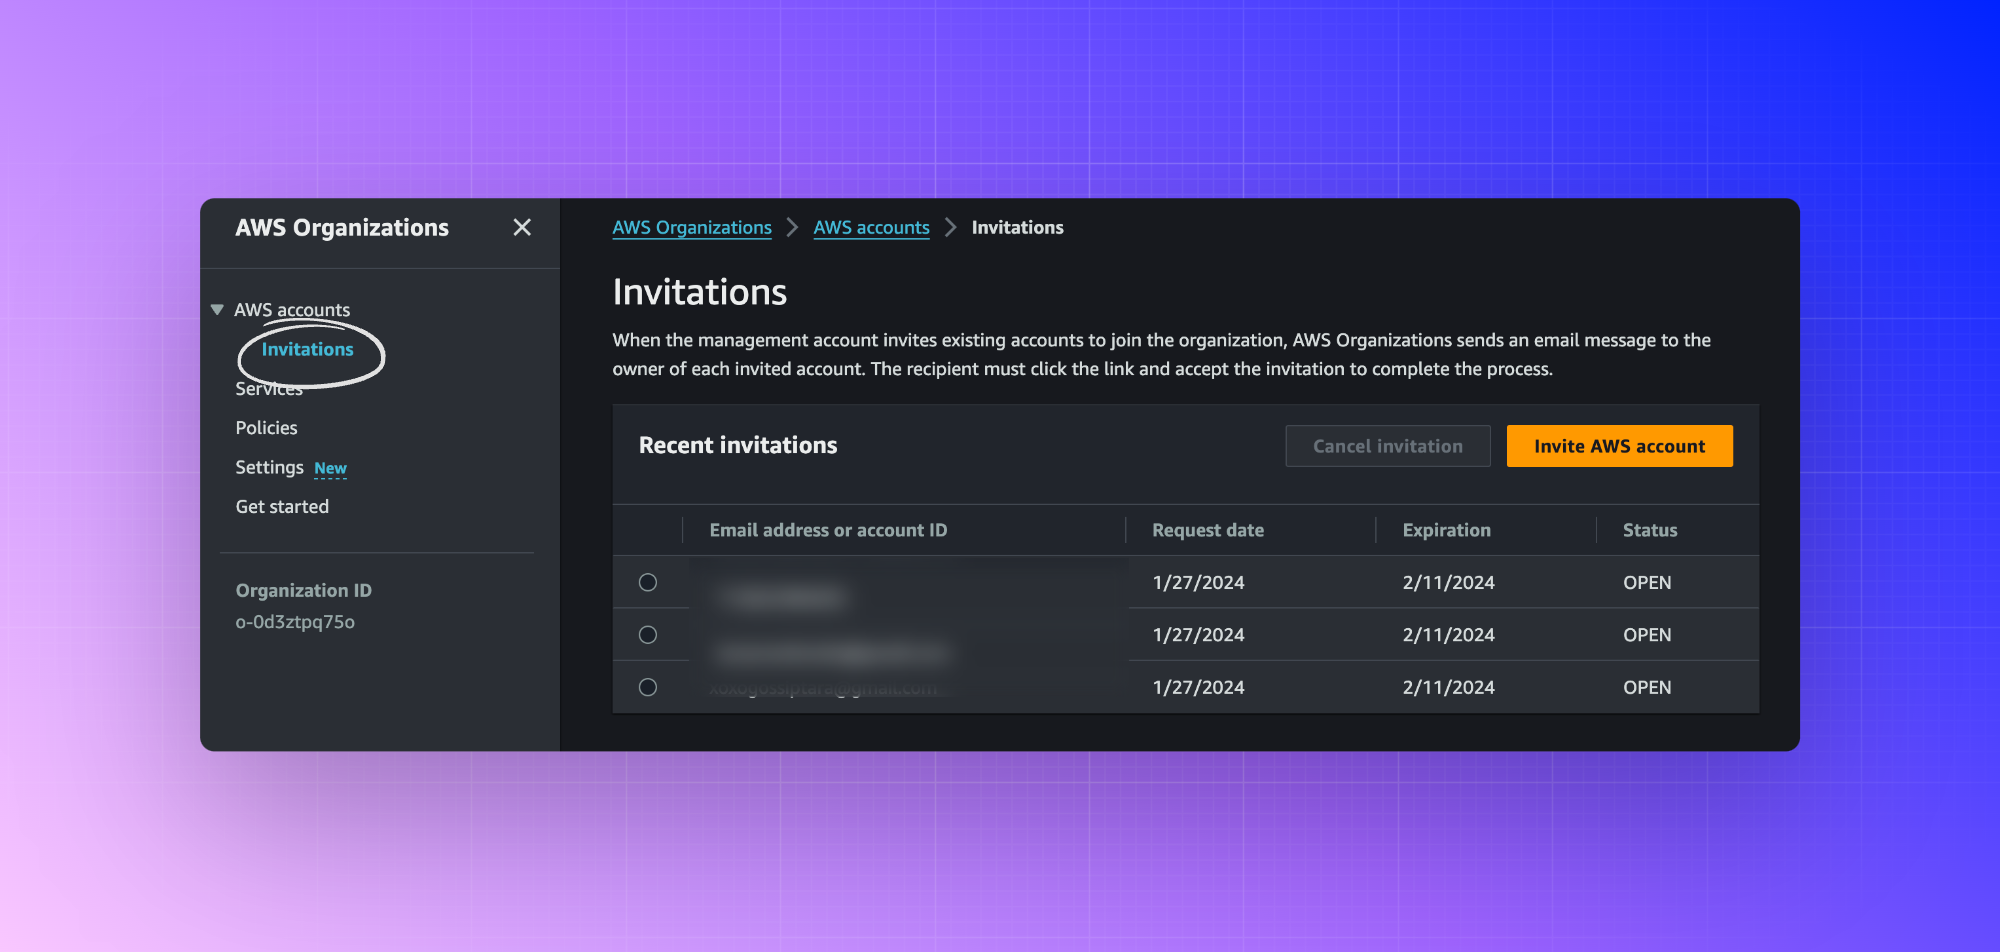 AWS Organizations
AWS accounts
Invitations
Services
Policies
Settings New
Get started
Organization ID
o-0d3ztpq75o
AWS Organizations > AWS accounts > Invitations
Invitations
When the management account invites existing accounts to join the organization, AWS Organizations sends an email message to the
owner of each invited account. The recipient must click the link and accept the invitation to complete the process.
Recent invitations
Cancel invitation
Invite AWS account
Email address or account ID Request date Expiration Status
1/27/2024 2/11/2024 OPEN
1/27/2024 2/11/2024 OPEN
1/27/2024 2/11/2024 OPEN